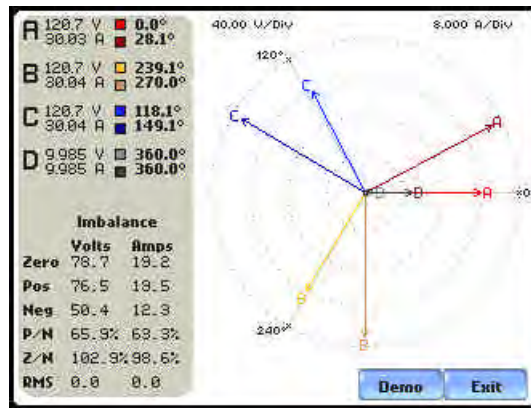 40.00 V/Div 8.000 A/Div
A 120.7 V 0.0°
30.03 A 28.1°
B 120.7 V 239.1°
30.04 A 270.0°
C 120.7 V 118.1°
30.04 A 149.1°
D 9.985 V 360.0°
9.985 A 360.0°
Imbalance
Volts Amps
Zero 78.7 19.2
Pos 76.5 19.5
Neg 50.4 12.3
P/N 65.9% 63.3%
Z/N 102.9% 98.6%
RMS 0.0 0.0
120°
C
C
A
D D A 0
B
240°
B
Demo Exit